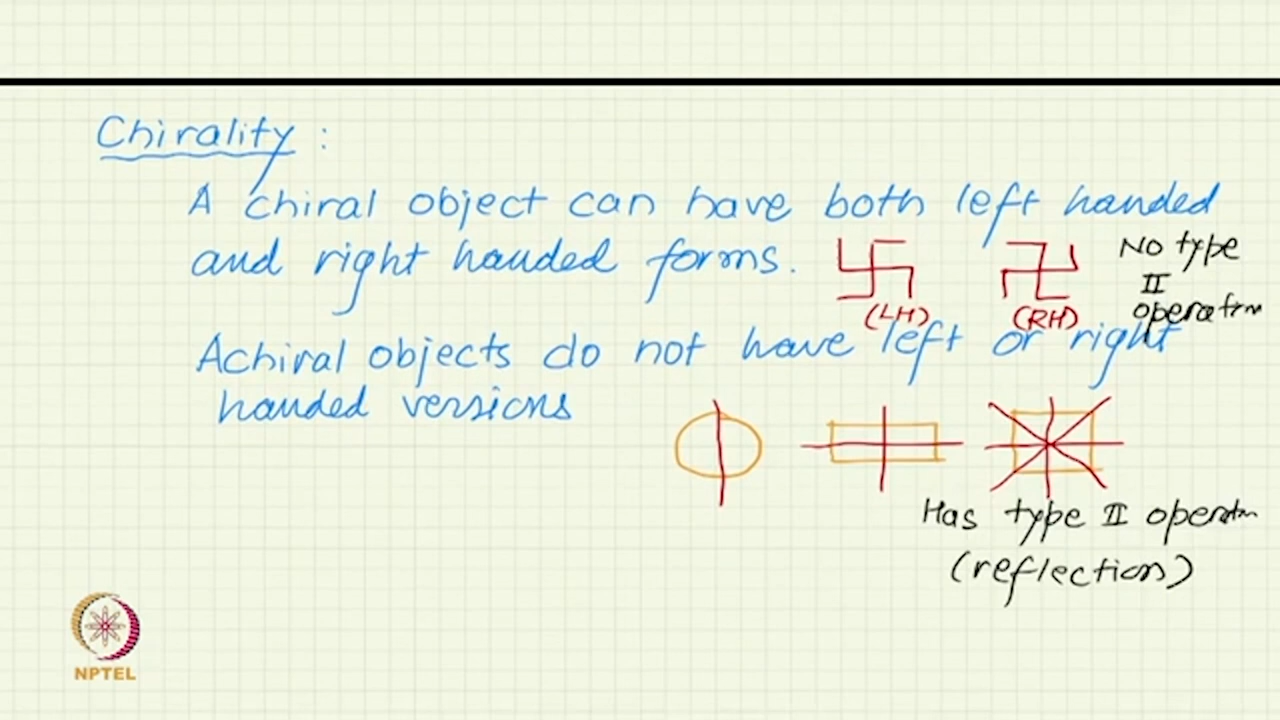 Chirality :
A chiral object can have both left handed
and right handed forms.
(LH)
(RH)
No type
II
operation
Achiral objects do not have left or right
handed versions
Has type II operatn
(reflection)
NPTEL